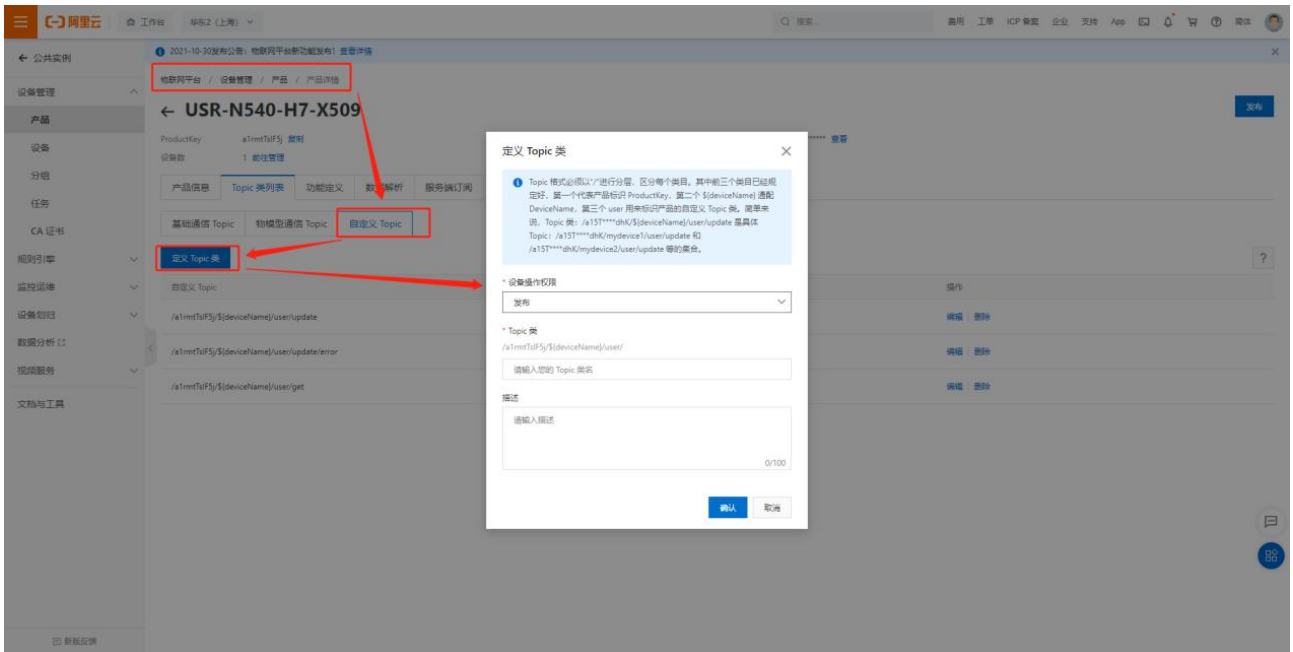 阿里云
工作台
华东2（上海）
搜索...
费用 工单 ICP 备案 企业 支持 App 简体
公共实例
2021-10-30发布公告：物联网平台新功能发布！查看详情
物联网平台 / 设备管理 / 产品 / 产品详情
设备管理
产品
设备
分组
任务
CA 证书
规则引擎
监控运维
设备划归
数据分析
视频服务
文档与工具
新版反馈
← USR-N540-H7-X509
发布
ProductKey a1rmtTsIF5j 复制
****** 查看
设备数 1 前往管理
产品信息 Topic 类列表 功能定义 数据解析 服务端订阅
基础通信 Topic 物模型通信 Topic 自定义 Topic
定义 Topic 类
自定义 Topic
操作
/a1rmtTsIF5j/${deviceName}/user/update
编辑 删除
/a1rmtTsIF5j/${deviceName}/user/update/error
编辑 删除
/a1rmtTsIF5j/${deviceName}/user/get
编辑 删除
定义 Topic 类
Topic 格式必须以“/”进行分层，区分每个类目。其中前三个类目已经规
定好，第一个代表产品标识 ProductKey，第二个 ${deviceName} 通配
DeviceName，第三个 user 用来标识产品的自定义 Topic 类。简单来
说，Topic 类：/a15T****dhK/${deviceName}/user/update 是具体
Topic：/a15T****dhK/mydevice1/user/update 和
/a15T****dhK/mydevice2/user/update 等的集合。
* 设备操作权限
发布
* Topic 类
/a1rmtTsIF5j/${deviceName}/user/
请输入您的 Topic 类名
描述
请输入描述
0/100
确认 取消